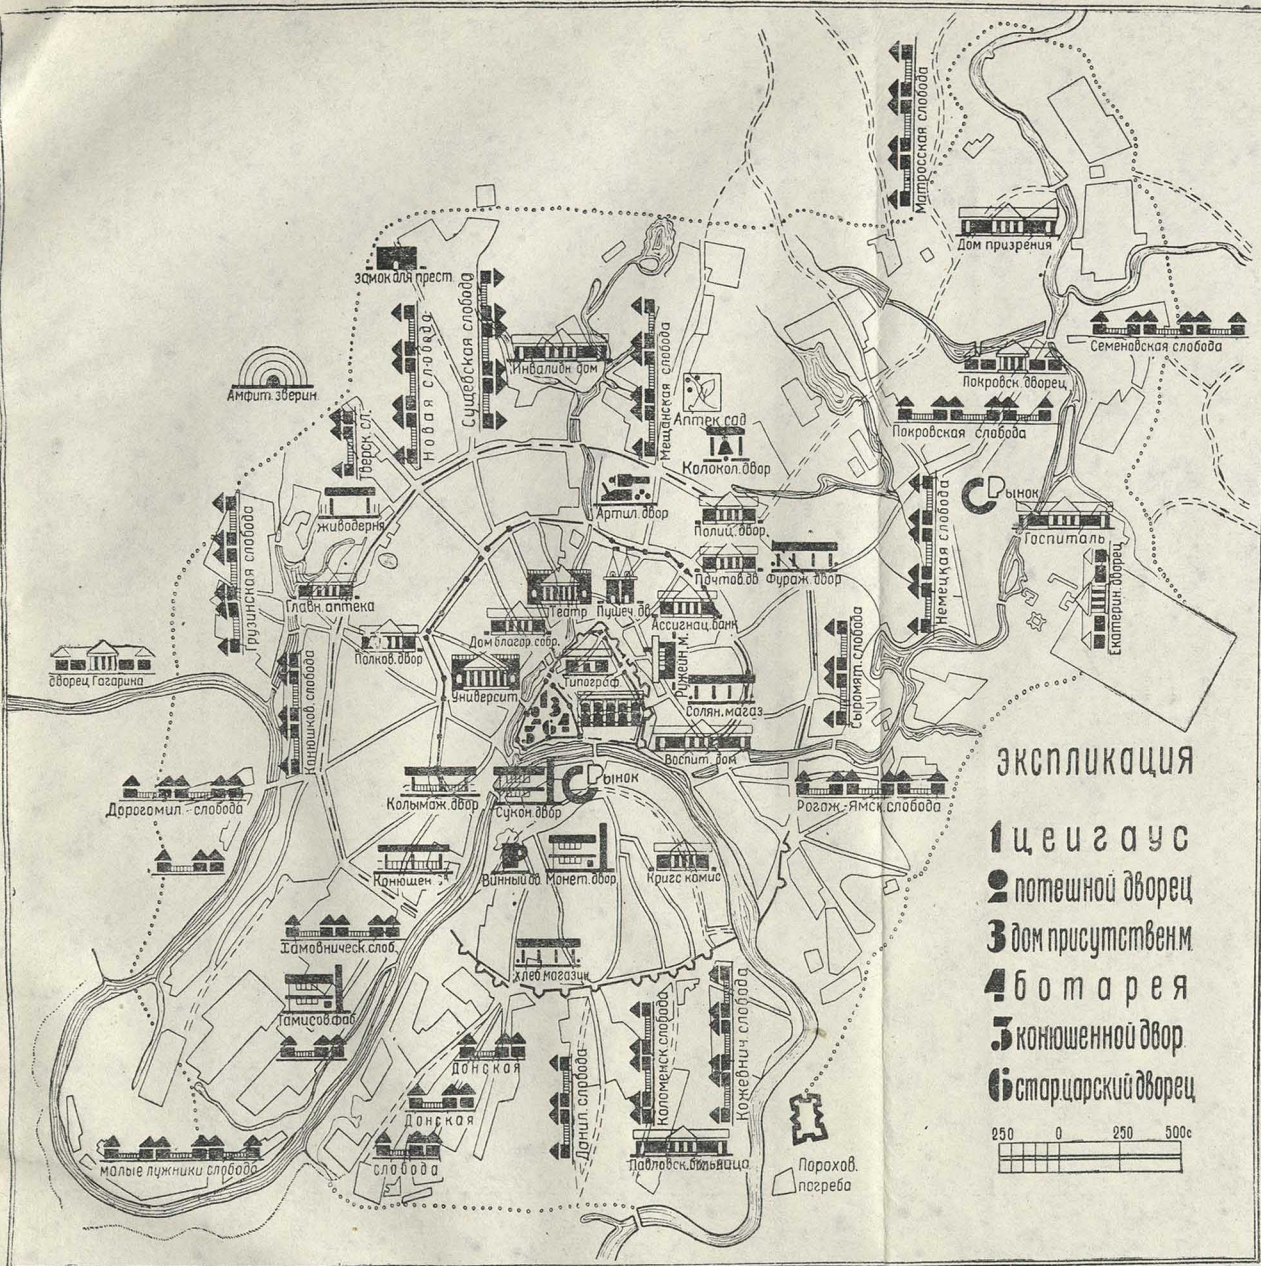 Матросская слобода
Дом призрения
Замок для прест.
Новая слобода
Сущевская слобода
Инвалидн. дом
Мещанская слобода
Семеновская слобода
Покровск. дворец
Амфит. зверин.
Аптек. сад
Покровская слобода
Колокол. двор
Рынок
Живодерня
Артил. двор
Полиц. двор.
Госпиталь
Грузинская слобода
Немецкая слобода
Екатерин. дворец
Почтов. дв.
Фураж. двор
Главн. аптека
Театр
Пушеч. дв.
Ассигнац. банк
Дом благор. собр.
Сыромят. слобода
Полков. двор
Дворец Гагарина
Университ.
Типограф.
Солян. магаз.
Воспит. дом
Дорогомил. слобода
Колымаж. двор
Сукон. двор
Рынок
Рогож.-Ямск. слобода
Конюшен
Винный дв.
Монет. двор
Кригс комис
Хамовническ. слоб.
Хлеб. магазин
Тамисов. фаб.
Донская
Донская
слобода
Данил. слобода
Коломенск. слобода
Кожевнич слобода
Малые лужники слобода
Павловск. больница
Порохов.
погреба
экспликация
1 цейгаус
2 потешной дворец
3 дом присутствен. м.
4 ботарея
5 конюшенной двор.
6 стар. царский дворец
250 0 250 500с